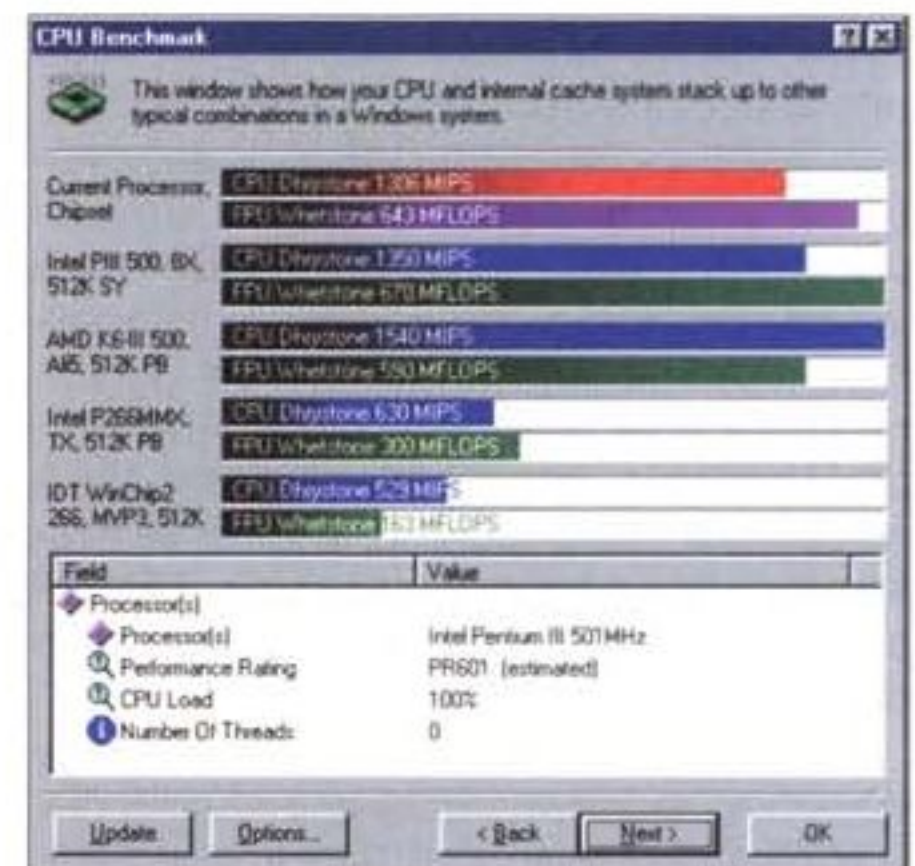 CPU Benchmark
This window shows how your CPU and internal cache system stack up to other
typical combinations in a Windows system.
Current Processor,
Chipset
CPU Dhrystone 1306 MIPS
FPU Whetstone 643 MFLOPS
Intel PIII 500, BX,
512K SY
CPU Dhrystone 1350 MIPS
FPU Whetstone 670 MFLOPS
AMD K6-III 500,
Ali5, 512K PB
CPU Dhrystone 1540 MIPS
FPU Whetstone 590 MFLOPS
Intel P266MMX,
TX, 512K PB
CPU Dhrystone 630 MIPS
FPU Whetstone 300 MFLOPS
IDT WinChip2
266, MVP3, 512K
CPU Dhrystone 529 MIPS
FPU Whetstone 163 MFLOPS
Field Value
Processor(s)
Processor(s) Intel Pentium III 501MHz
Performance Rating PR601 (estimated)
CPU Load 100%
Number Of Threads 0
Update Options... < Back Next > OK